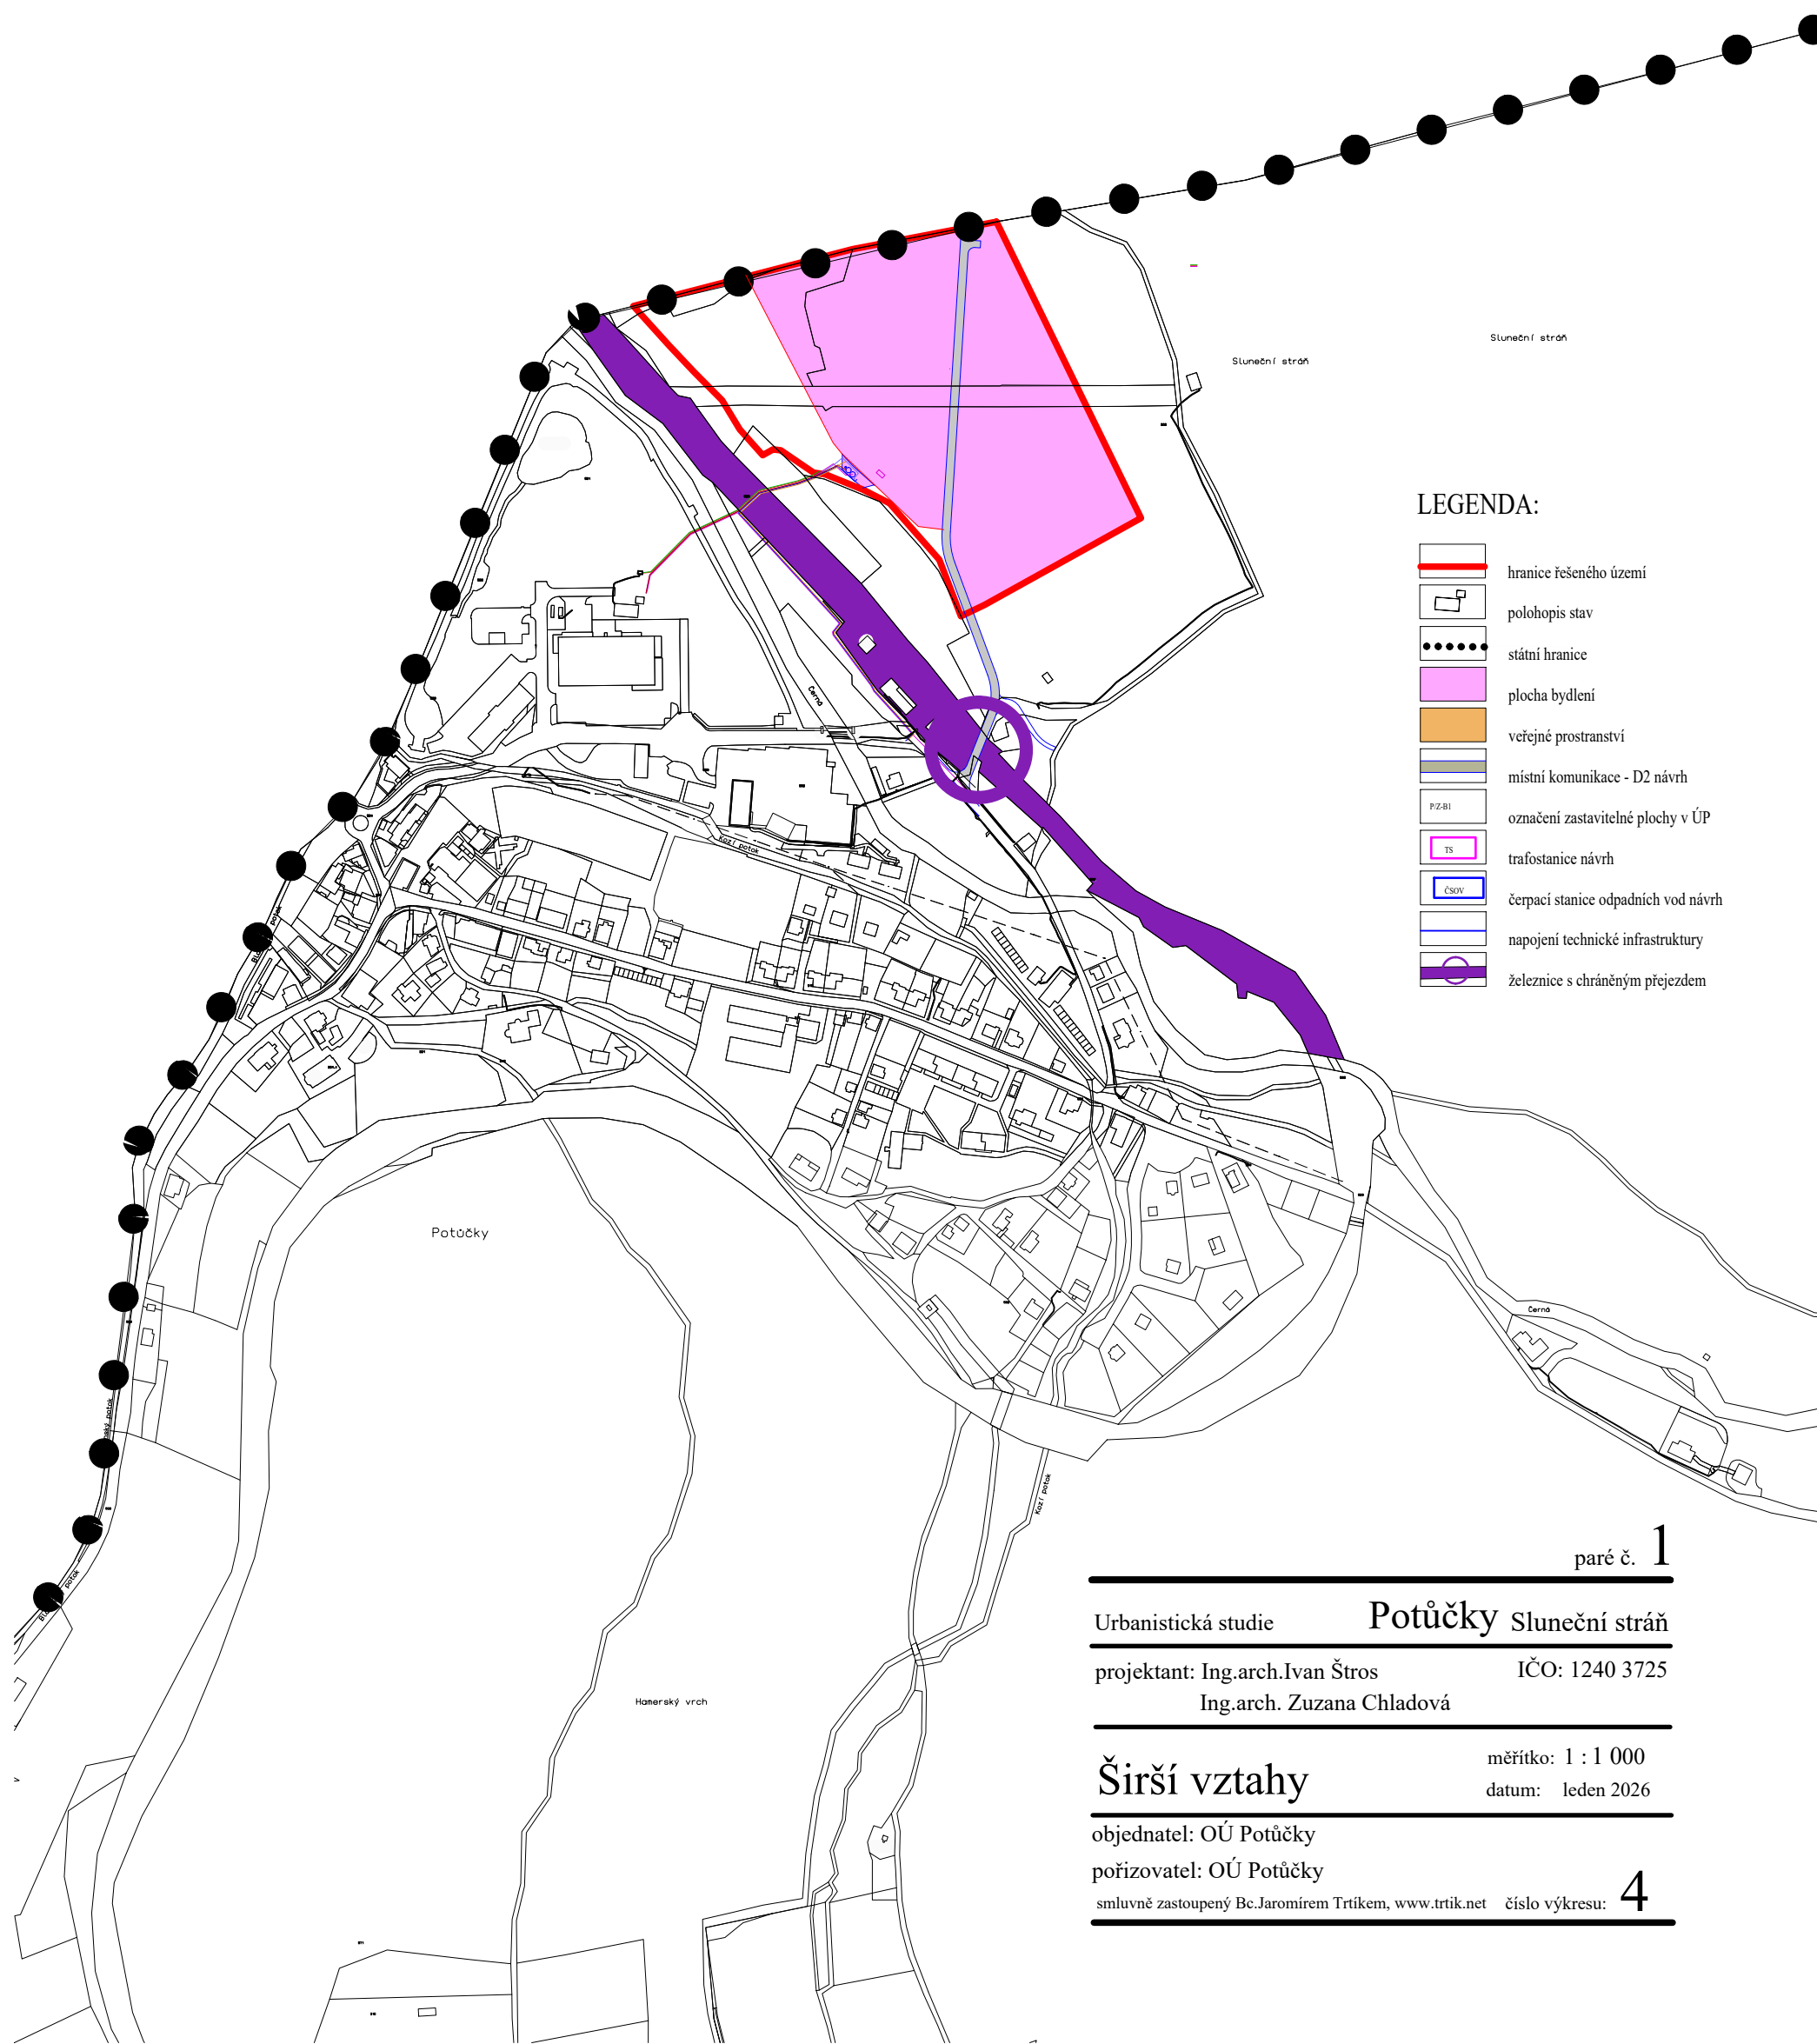 Sluneční stráň
Sluneční stráň
LEGENDA:
hranice řešeného území
polohopis stav
státní hranice
plocha bydlení
veřejné prostranství
místní komunikace - D2 návrh
P/Z-B1
označení zastavitelné plochy v ÚP
TS
trafostanice návrh
ČSOV
čerpací stanice odpadních vod návrh
napojení technické infrastruktury
železnice s chráněným přejezdem
Černá
Kozí potok
potok
Potůčky
Černá
potok
Kozí potok
potok
Hamerský vrch
paré č. 1
Urbanistická studie Potůčky Sluneční stráň
projektant: Ing.arch.Ivan Štros IČO: 1240 3725
Ing.arch. Zuzana Chladová
Širší vztahy
měřítko: 1 : 1 000
datum: leden 2026
objednatel: OÚ Potůčky
pořizovatel: OÚ Potůčky
smluvně zastoupený Bc.Jaromírem Trtíkem, www.trtik.net číslo výkresu: 4